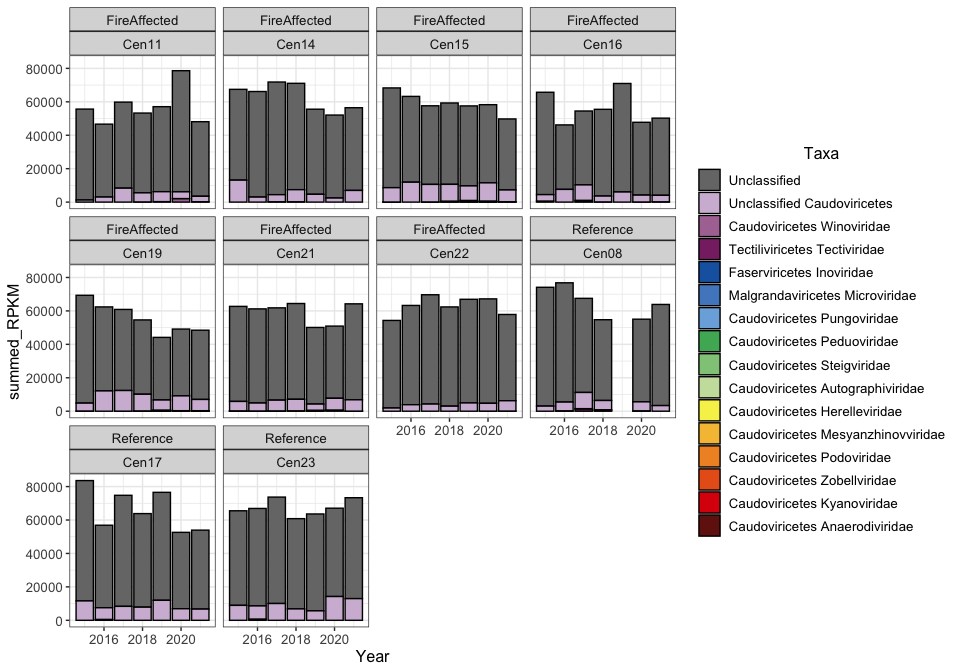 FireAffected FireAffected FireAffected FireAffected
Cen11 Cen14 Cen15 Cen16
80000
60000
40000
20000
0
FireAffected FireAffected FireAffected Reference
Cen19 Cen21 Cen22 Cen08
80000
60000
40000
20000
0
2016 2018 2020 2016 2018 2020
Reference Reference
Cen17 Cen23
80000
60000
40000
20000
0
2016 2018 2020 2016 2018 2020
Year
summed_RPKM
Taxa
Unclassified
Unclassified Caudoviricetes
Caudoviricetes Winoviridae
Tectiliviricetes Tectiviridae
Faserviricetes Inoviridae
Malgrandaviricetes Microviridae
Caudoviricetes Pungoviridae
Caudoviricetes Peduoviridae
Caudoviricetes Steigviridae
Caudoviricetes Autographiviridae
Caudoviricetes Herelleviridae
Caudoviricetes Mesyanzhinovviridae
Caudoviricetes Podoviridae
Caudoviricetes Zobellviridae
Caudoviricetes Kyanoviridae
Caudoviricetes Anaerodiviridae